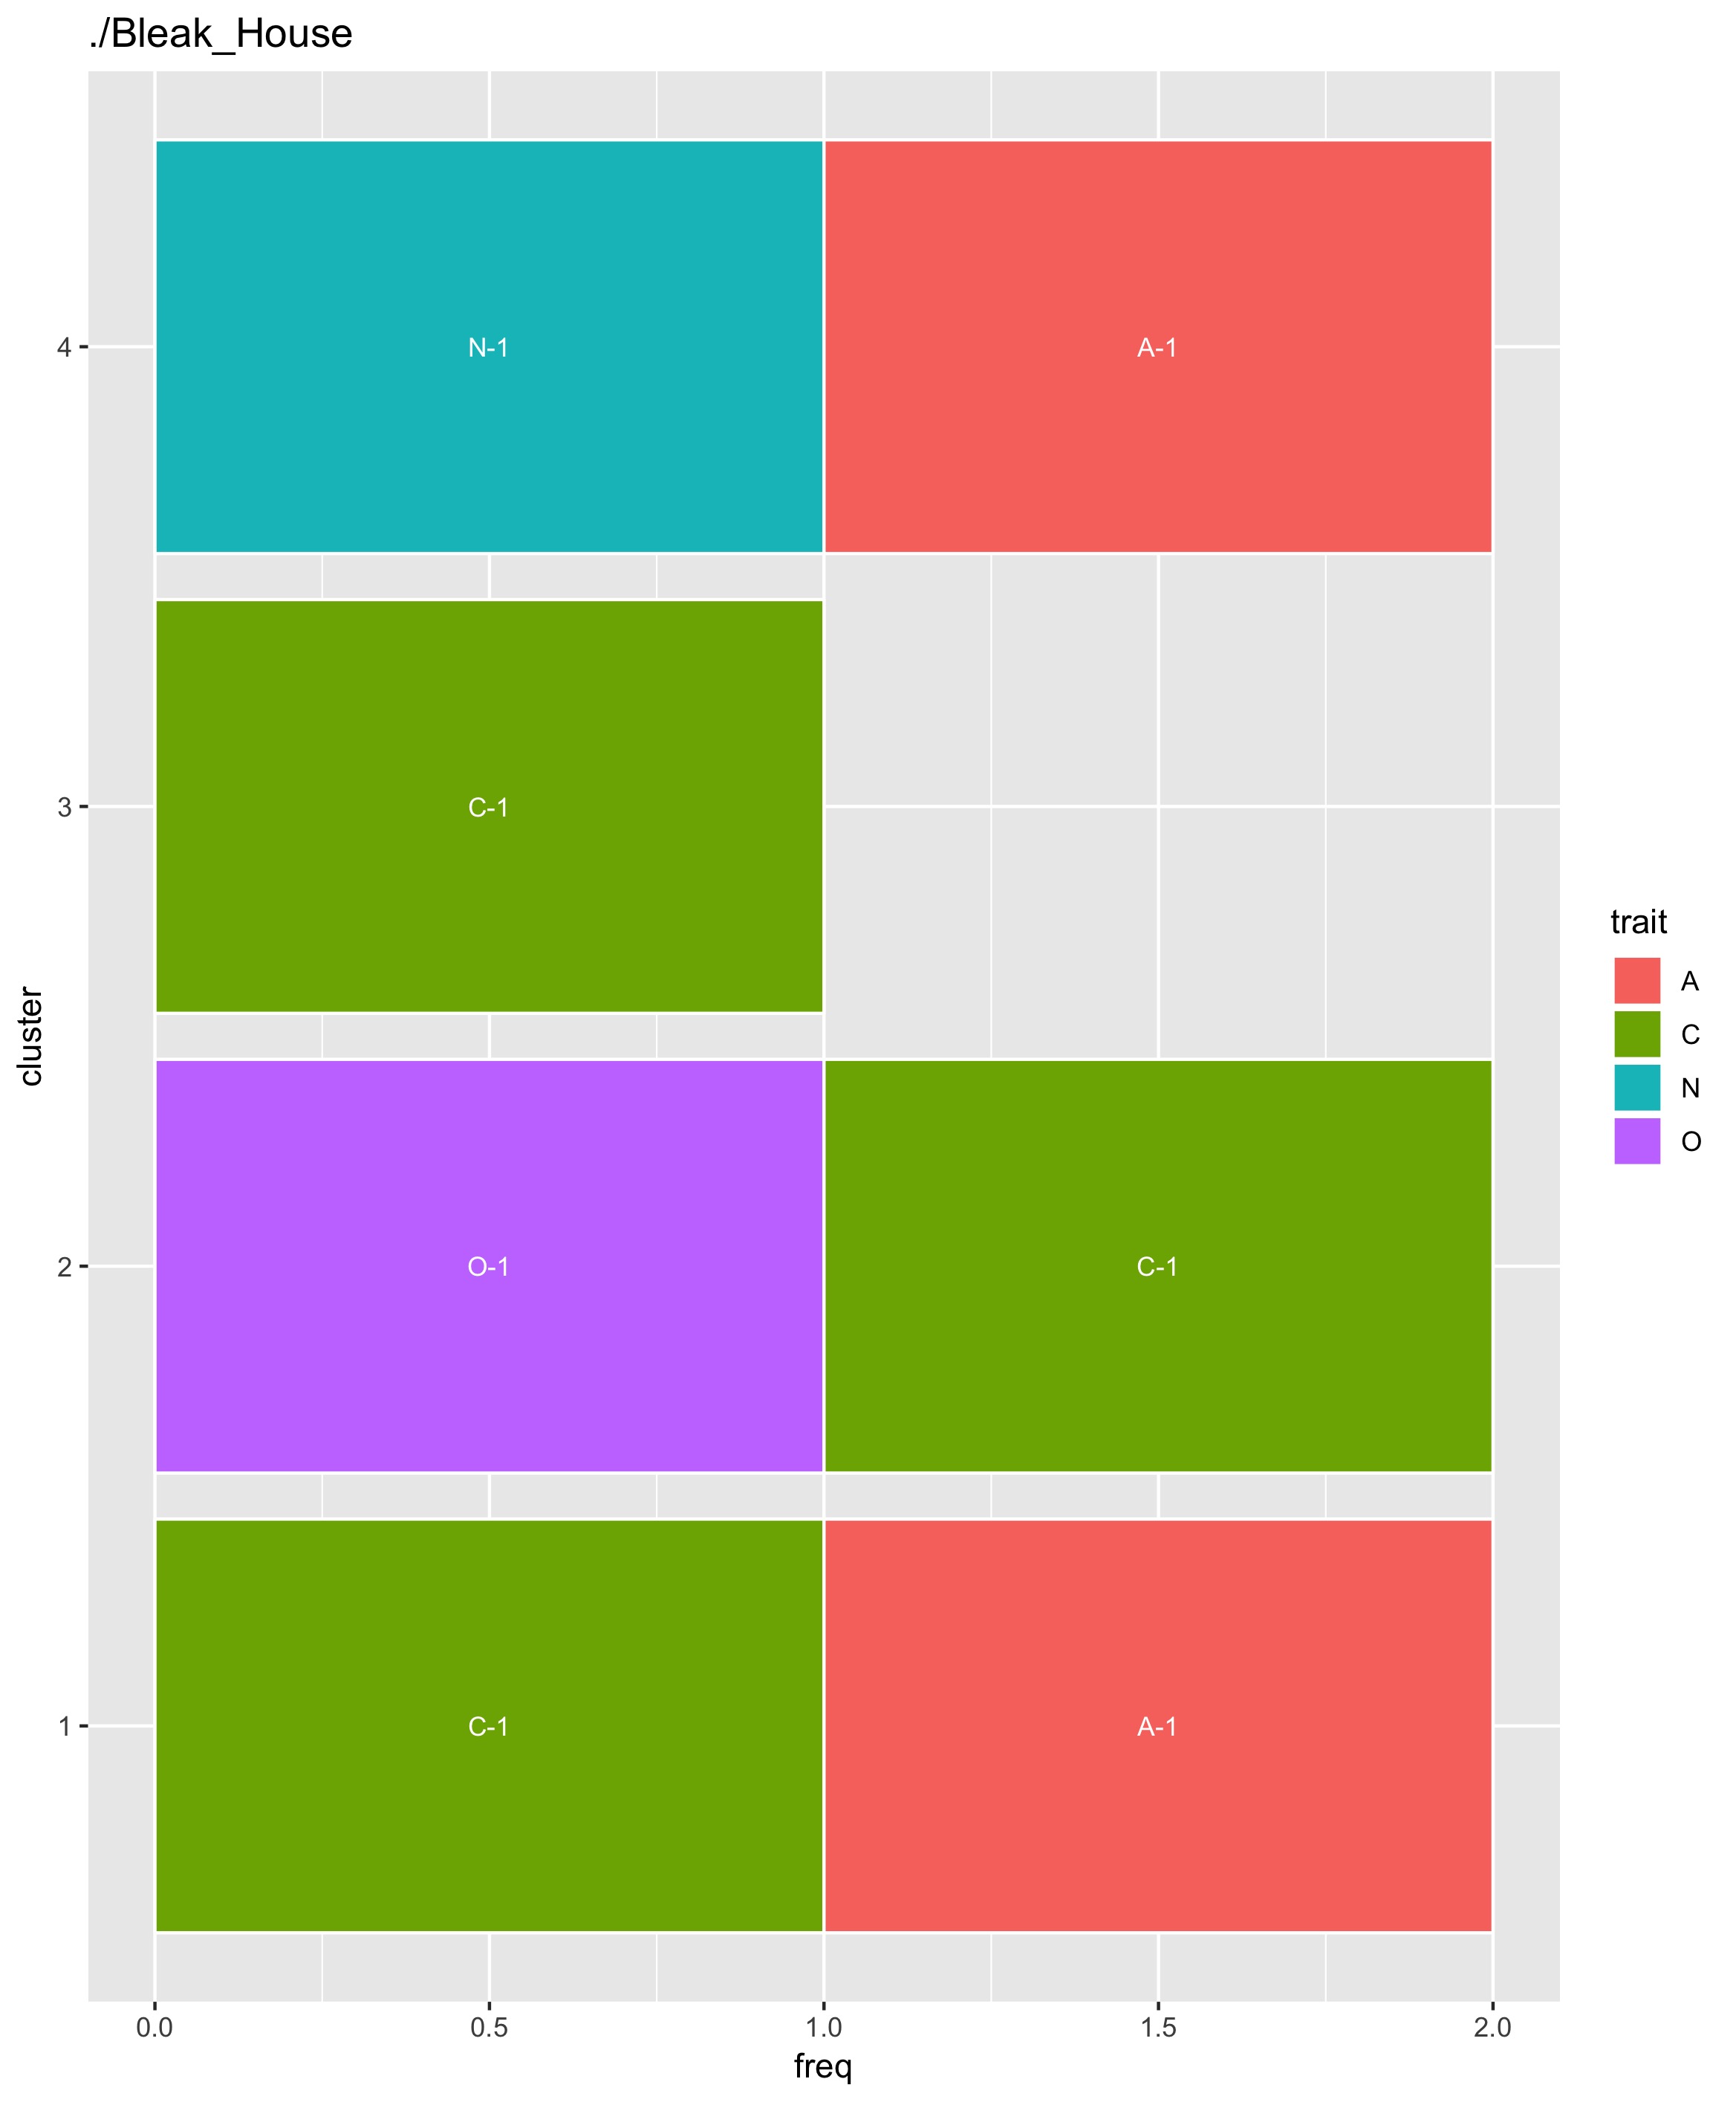 ./Bleak_House
4
N-1
A-1
3
C-1
cluster
2
O-1
C-1
1
C-1
A-1
0.0
0.5
1.0
1.5
2.0
freq
trait
A
C
N
O